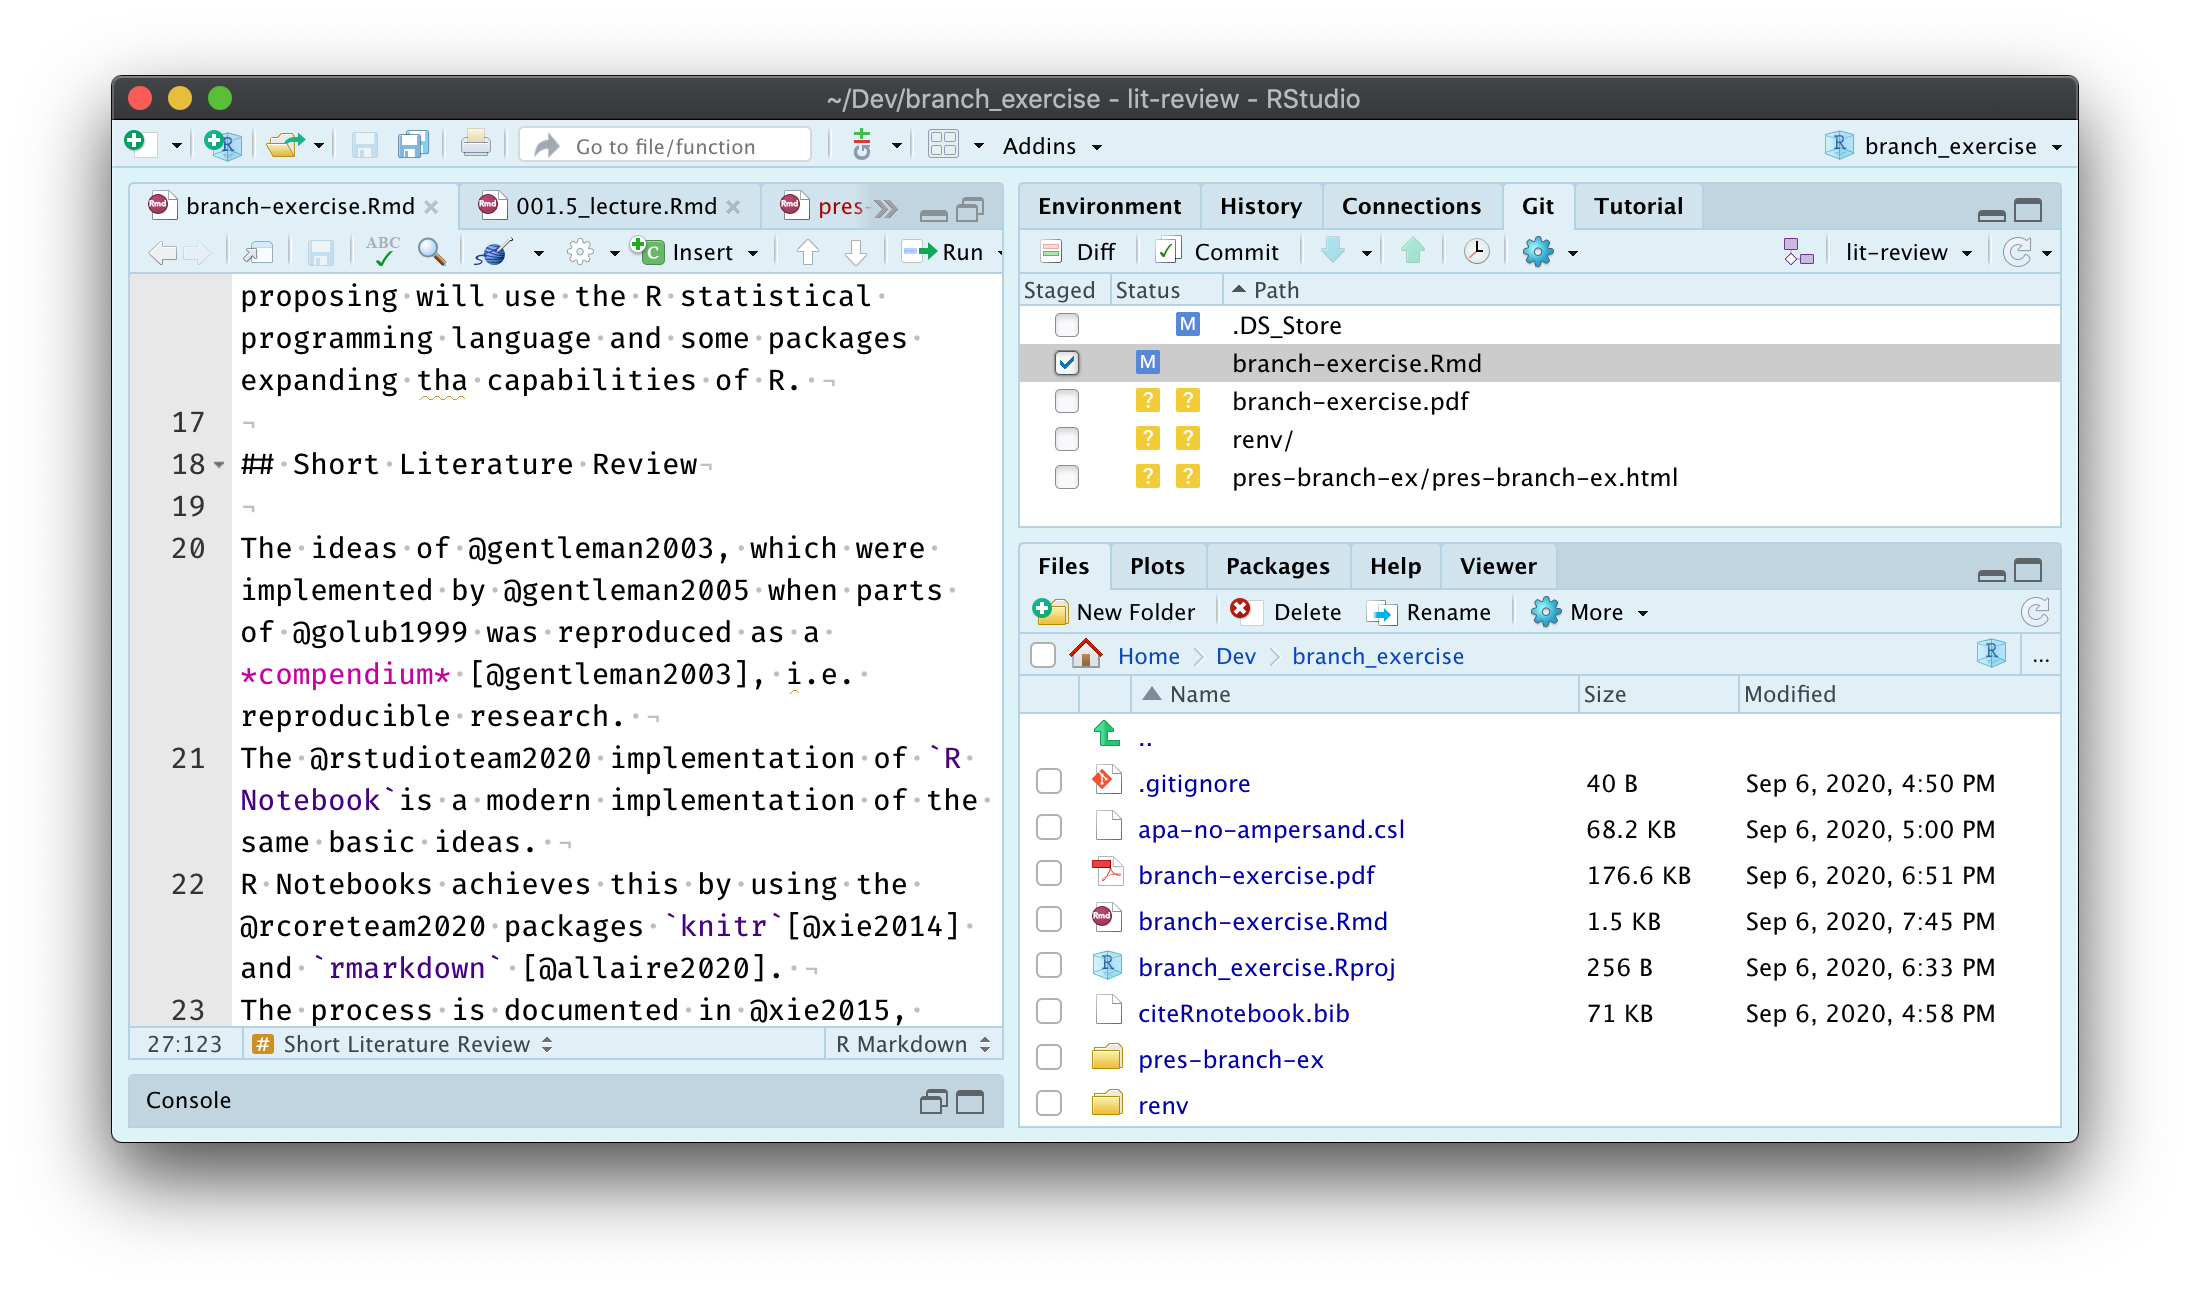 ~/Dev/branch_exercise - lit-review - RStudio
Go to file/function
Addins
branch_exercise
branch-exercise.Rmd
001.5_lecture.Rmd
pres-
ABC
Insert
Run
proposing will use the R statistical
programming language and some packages
expanding tha capabilities of R.
17
18 ## Short Literature Review
19
20 The ideas of @gentleman2003, which were
implemented by @gentleman2005 when parts
of @golub1999 was reproduced as a
*compendium* [@gentleman2003], i.e.
reproducible research.
21 The @rstudioteam2020 implementation of `R
Notebook`is a modern implementation of the
same basic ideas.
22 R Notebooks achieves this by using the
@rcoreteam2020 packages `knitr`[@xie2014]
and `rmarkdown` [@allaire2020].
23 The process is documented in @xie2015,
27:123 # Short Literature Review R Markdown
Console
Environment History Connections Git Tutorial
Diff Commit lit-review
Staged Status Path
M .DS_Store
M branch-exercise.Rmd
? ? branch-exercise.pdf
? ? renv/
? ? pres-branch-ex/pres-branch-ex.html
Files Plots Packages Help Viewer
New Folder Delete Rename More
Home Dev branch_exercise ...
Name Size Modified
..
.gitignore 40 B Sep 6, 2020, 4:50 PM
apa-no-ampersand.csl 68.2 KB Sep 6, 2020, 5:00 PM
branch-exercise.pdf 176.6 KB Sep 6, 2020, 6:51 PM
branch-exercise.Rmd 1.5 KB Sep 6, 2020, 7:45 PM
branch_exercise.Rproj 256 B Sep 6, 2020, 6:33 PM
citeRnotebook.bib 71 KB Sep 6, 2020, 4:58 PM
pres-branch-ex
renv